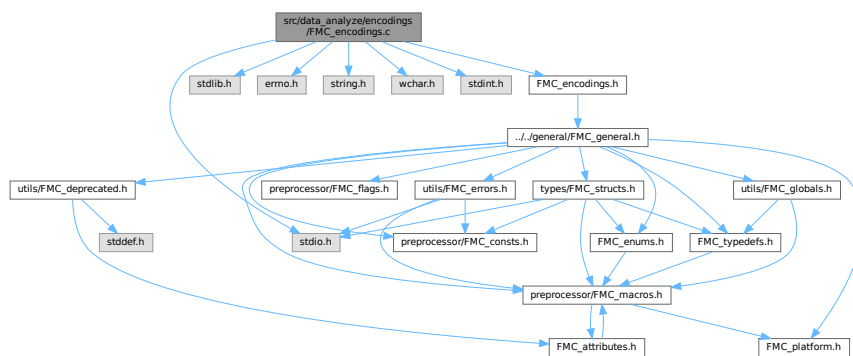 src/data_analyze/encodings
/FMC_encodings.c
stdlib.h
errno.h
string.h
wchar.h
stdint.h
FMC_encodings.h
../../general/FMC_general.h
utils/FMC_deprecated.h
preprocessor/FMC_flags.h
utils/FMC_errors.h
types/FMC_structs.h
utils/FMC_globals.h
stddef.h
stdio.h
preprocessor/FMC_consts.h
FMC_enums.h
FMC_typedefs.h
preprocessor/FMC_macros.h
FMC_attributes.h
FMC_platform.h